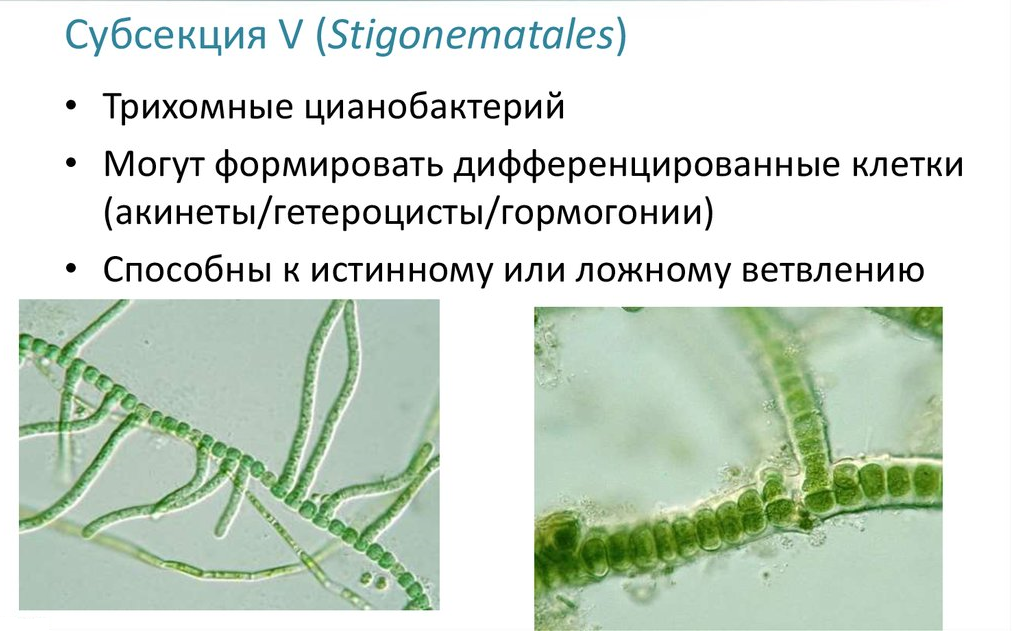 Субсекция V (Stigonematales)
• Трихомные цианобактерий
• Могут формировать дифференцированные клетки
(акинеты/гетероцисты/гормогонии)
• Способны к истинному или ложному ветвлению